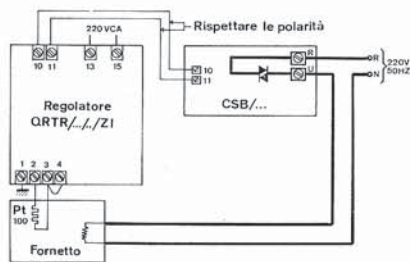 Rispettare le polarità
220 VCA
10 11 13 15
Regolatore
QRTR/../../ZI
1 2 3 4
10
11
CSB/...
R
U
R
N
220V
50HZ
Pt
100
Fornetto